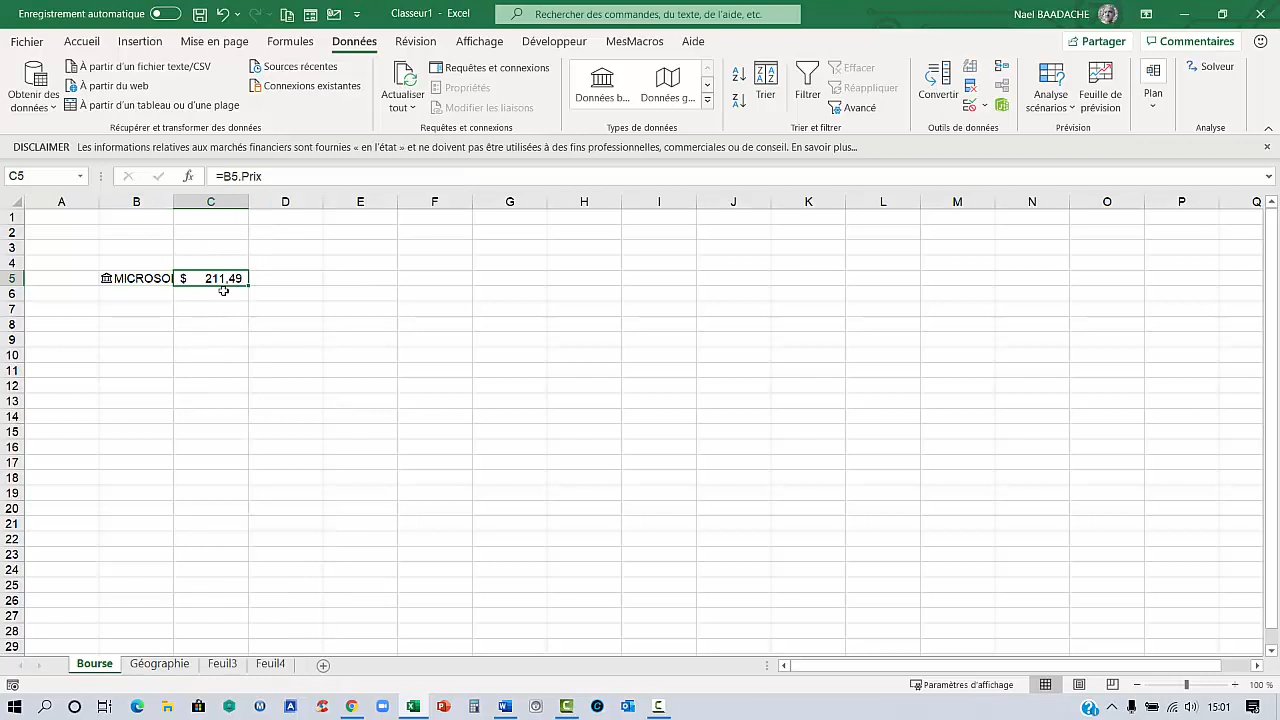 Enregistrement automatique Classeur1 - Excel Rechercher des commandes, du texte, de l'aide, etc. Nael BAADACHE
Fichier Accueil Insertion Mise en page Formules Données Révision Affichage Développeur MesMacros Aide Partager Commentaires
Obtenir des données
À partir d'un fichier texte/CSV
À partir du web
À partir d'un tableau ou d'une plage
Sources récentes
Connexions existantes
Récupérer et transformer des données
Actualiser tout
Requêtes et connexions
Propriétés
Modifier les liaisons
Requêtes et connexions
Données b...
Données g...
Types de données
Trier
Filtrer
Effacer
Réappliquer
Avancé
Trier et filtrer
Convertir
Outils de données
Analyse scénarios
Feuille de prévision
Prévision
Plan
Solveur
Analyse
DISCLAIMER Les informations relatives aux marchés financiers sont fournies « en l'état » et ne doivent pas être utilisées à des fins professionnelles, commerciales ou de conseil. En savoir plus...
C5 fx =B5.Prix
A B C D E F G H I J K L M N O P Q
1
2
3
4
5 MICROSO $ 211,49
6
7
8
9
10
11
12
13
14
15
16
17
18
19
20
21
22
23
24
25
26
27
28
29
Bourse Géographie Feuil3 Feuil4
Paramètres d'affichage 100 %
15:01